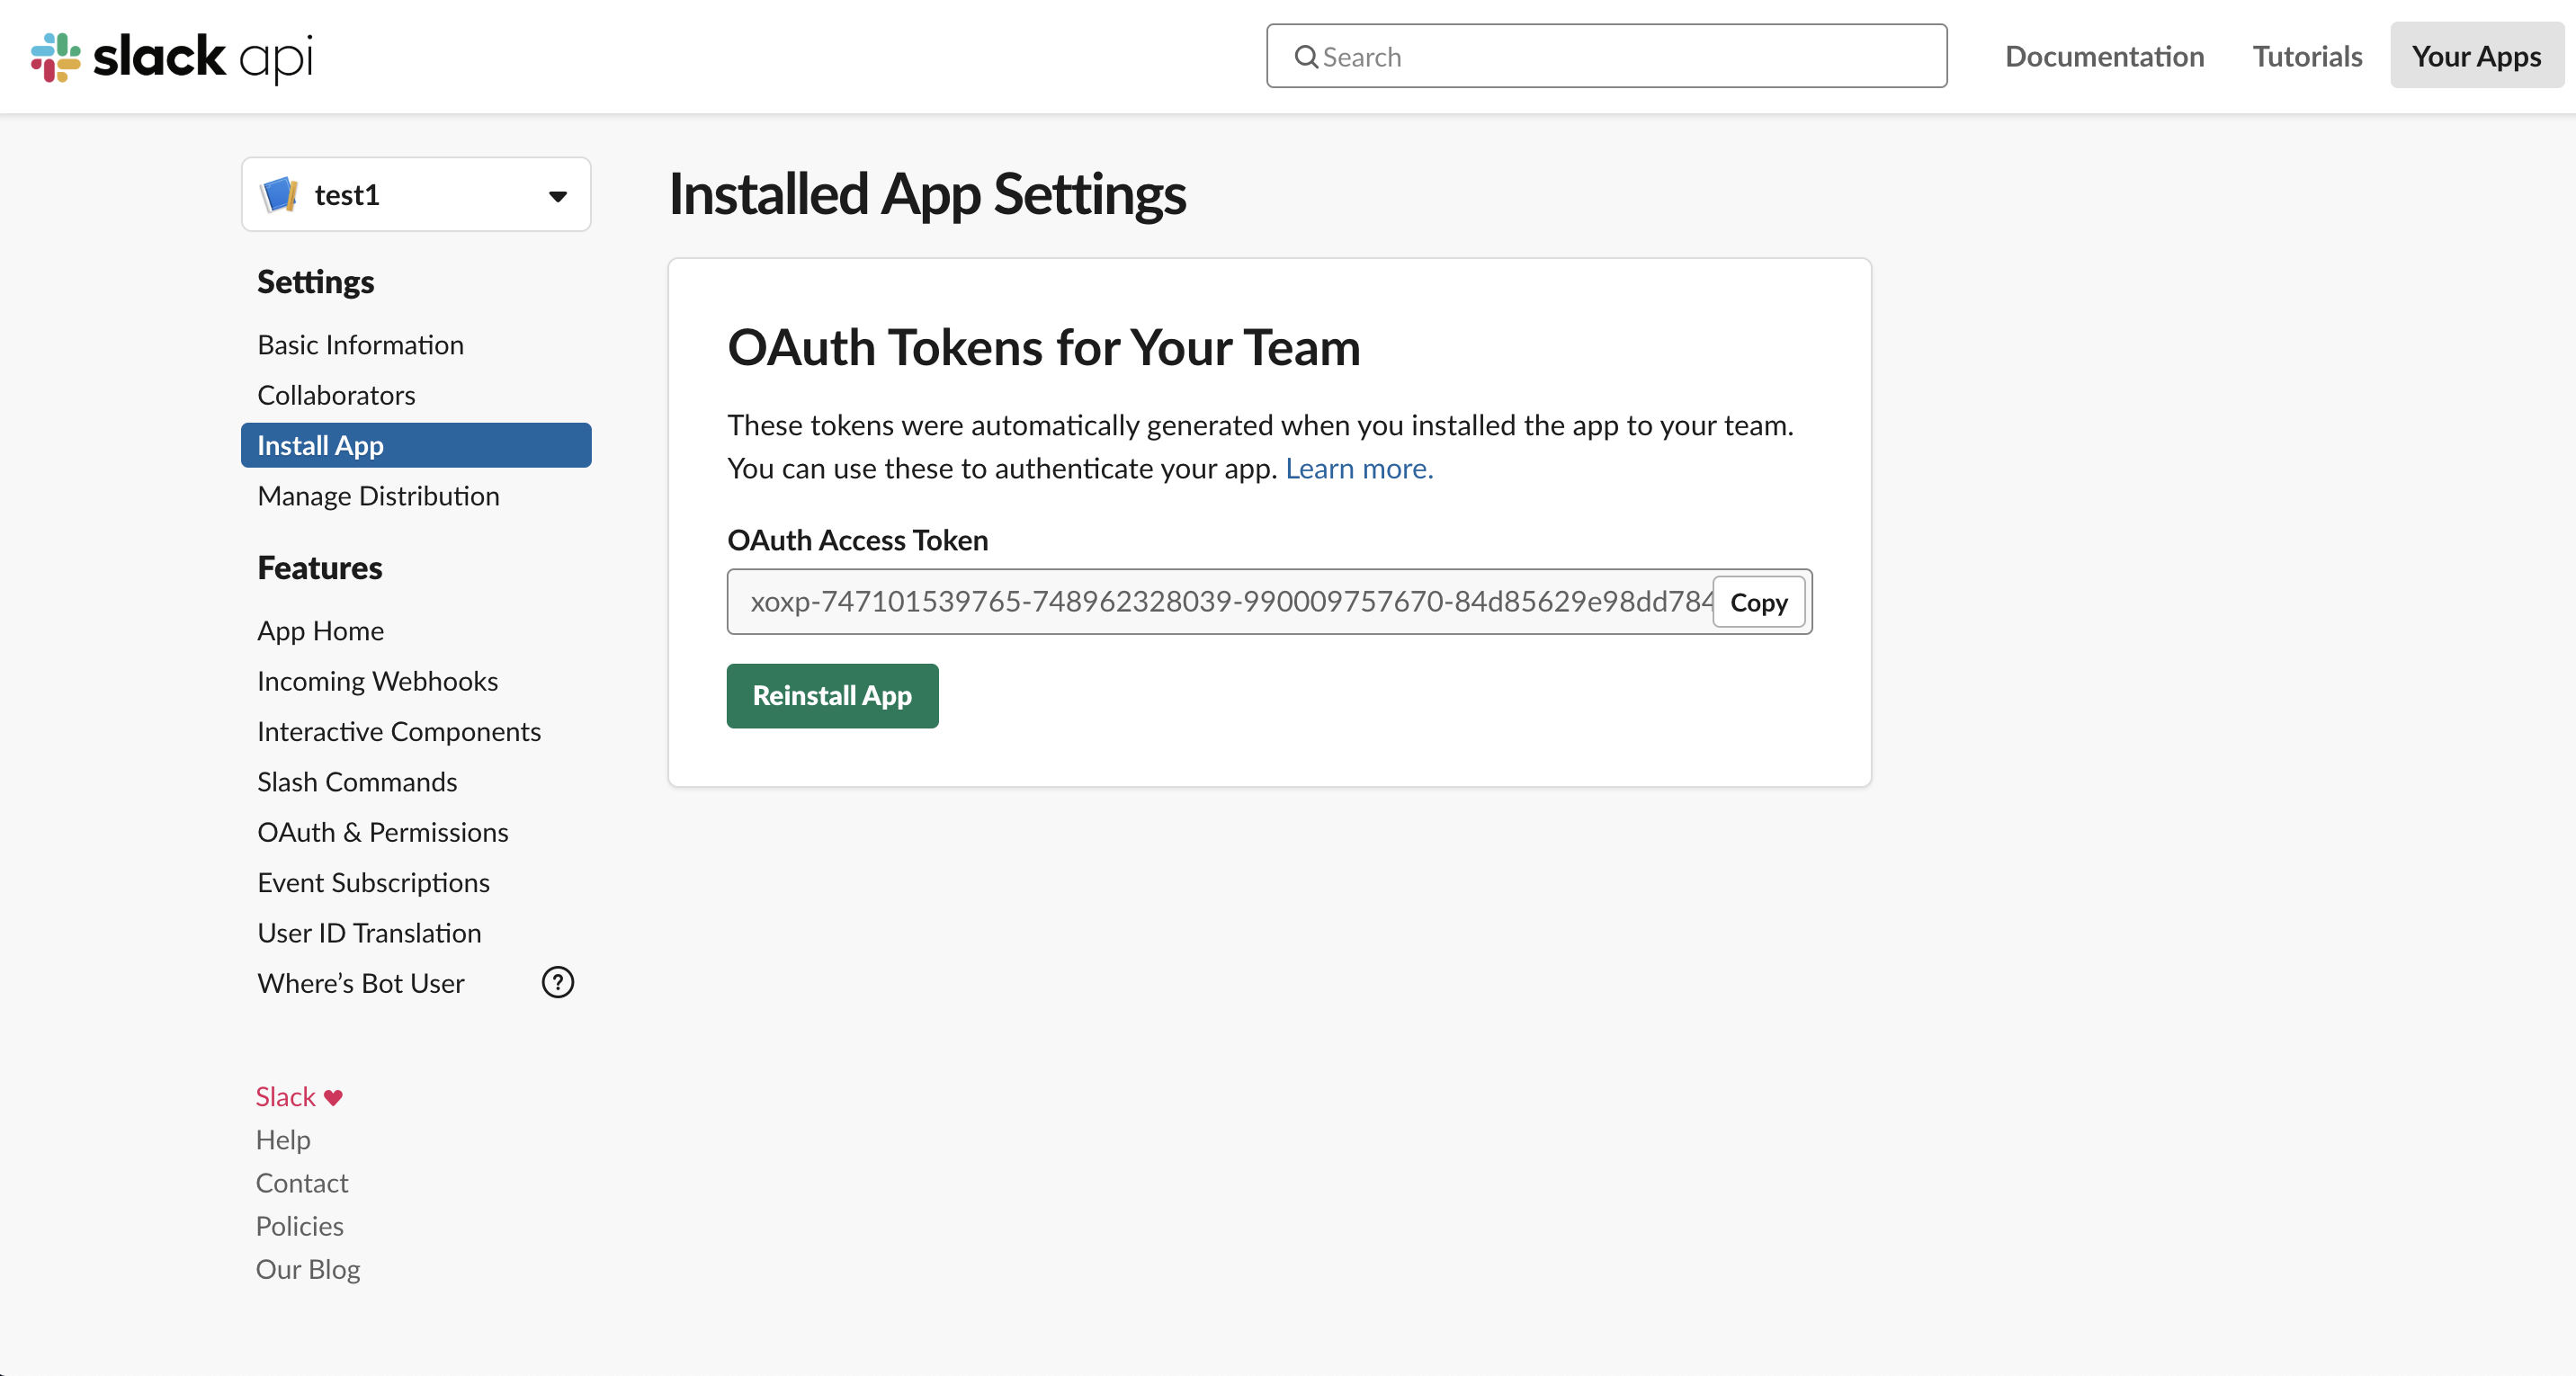 slack api
Search
Documentation
Tutorials
Your Apps
test1
Settings
Basic Information
Collaborators
Install App
Manage Distribution
Features
App Home
Incoming Webhooks
Interactive Components
Slash Commands
OAuth & Permissions
Event Subscriptions
User ID Translation
Where’s Bot User
?
Slack ♥
Help
Contact
Policies
Our Blog
Installed App Settings
OAuth Tokens for Your Team
These tokens were automatically generated when you installed the app to your team.
You can use these to authenticate your app. Learn more.
OAuth Access Token
xoxp-747101539765-748962328039-990009757670-84d85629e98dd784
Copy
Reinstall App